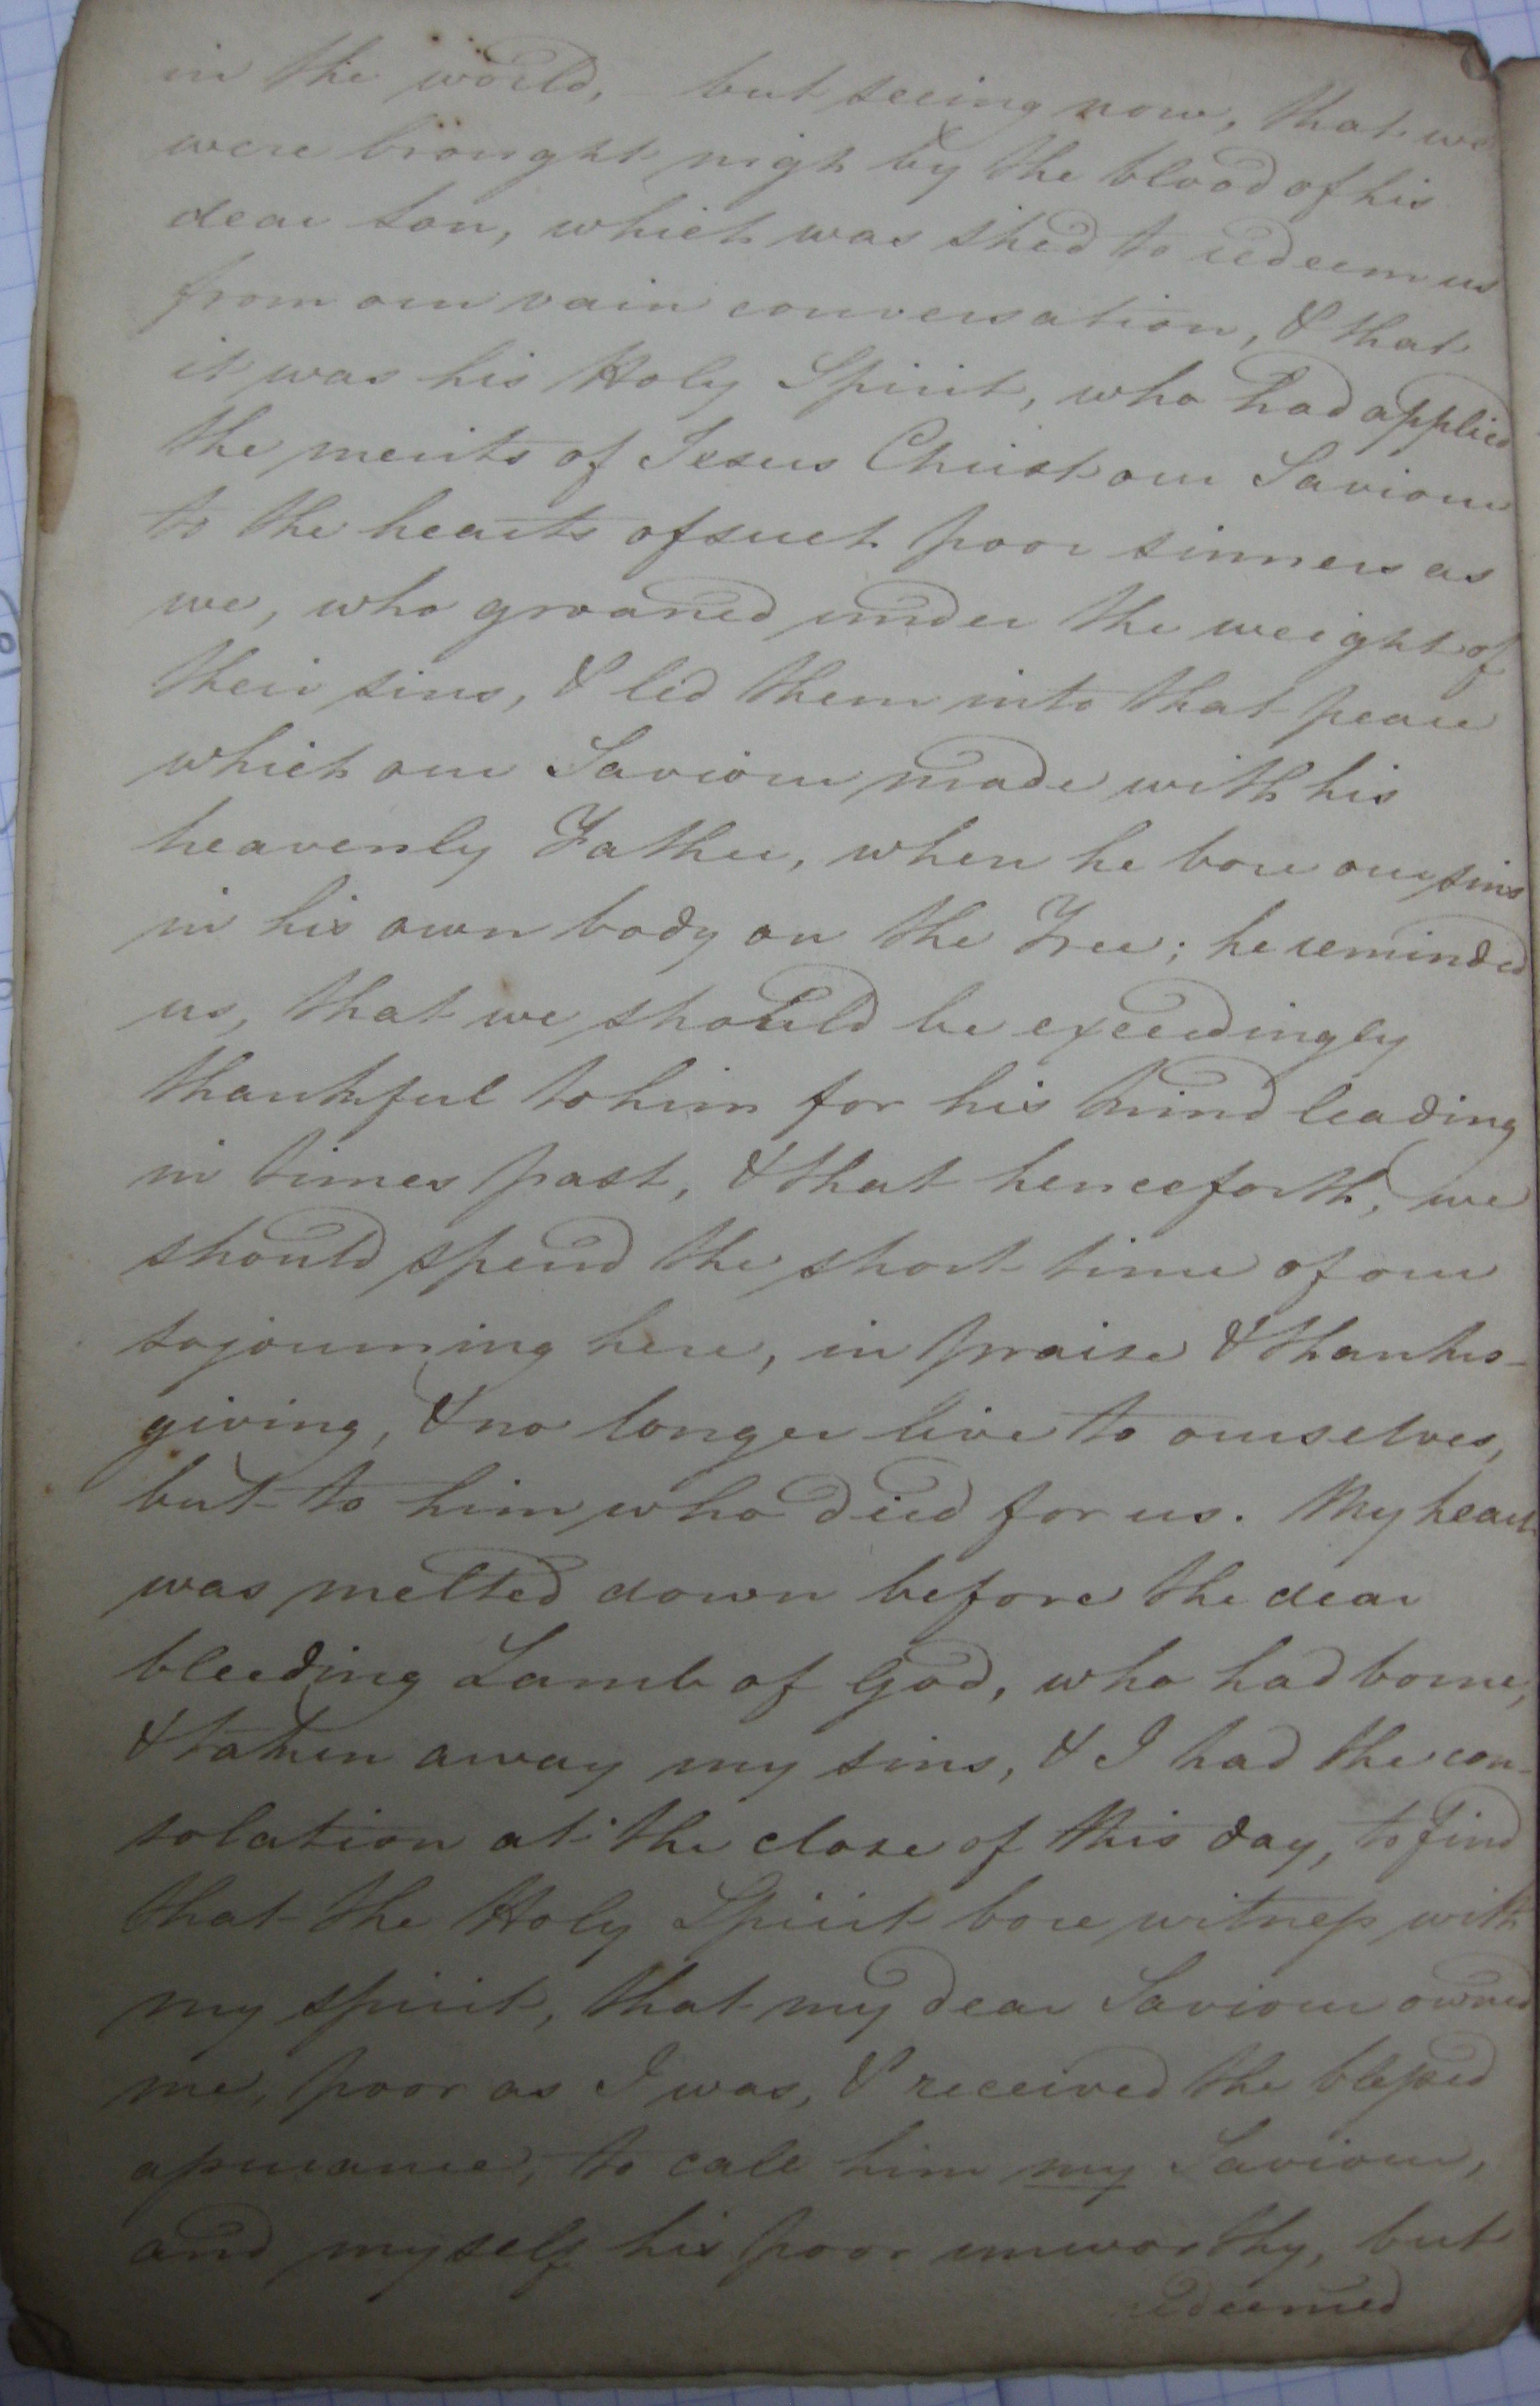 in the world, – but seeing now, that we
were brought nigh by the blood of his
dear son, which was shed to redeem us
from our vain conversation, & that
it was his Holy Spirit, who had applied
the merits of Jesus Christ our Saviour
to the hearts of such poor sinners as
we, who groaned under the weight of
their sins, & led them into that peace
which our Saviour made with his
heavenly Father, when he bore our sins
in his own body on the Tree; he reminded
us, that we should be exceedingly
thankful to him for his kind leading
in times past, & that henceforth, we
should spend the short time of our
sojourning here, in praise & thanks-
giving, & no longer live to ourselves,
but to him who died for us. My heart
was melted down before the dear
bleeding Lamb of God, who had borne,
& taken away my sins, & I had the con-
solation at the close of this day, to find
that the Holy Spirit bore witness with
my spirit, that my dear Saviour owned
me, poor as I was, & received the blessed
assurance, to call him my Saviour,
and myself his poor unworthy, but
redeemed